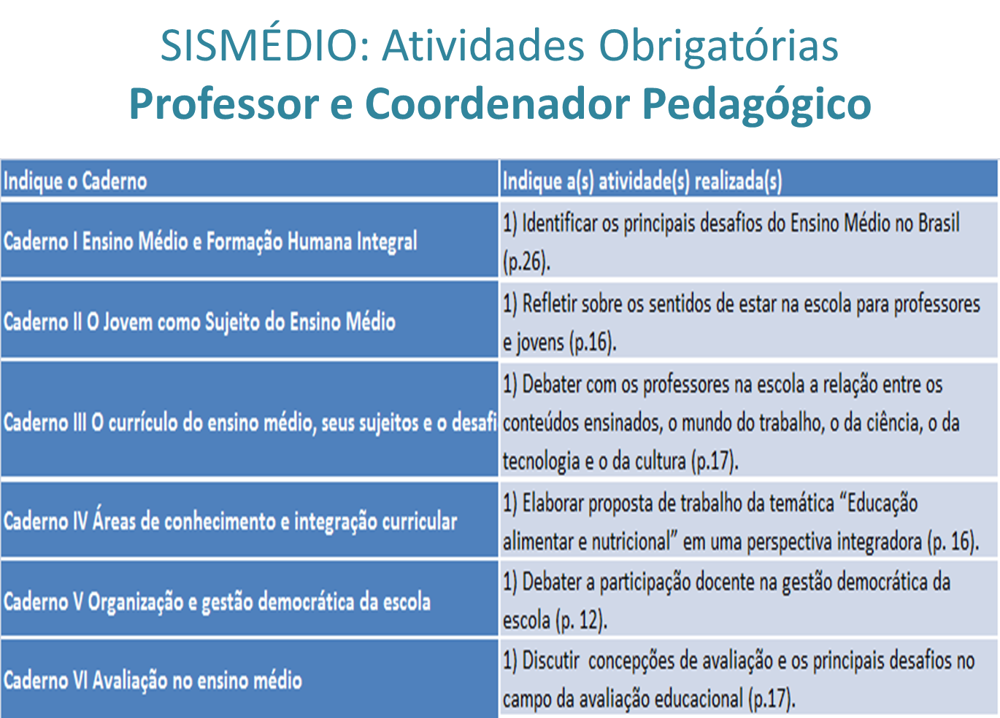 SISMÉDIO: Atividades Obrigatórias
Professor e Coordenador Pedagógico
Indique o Caderno
Indique a(s) atividade(s) realizada(s)
Caderno I Ensino Médio e Formação Humana Integral
1) Identificar os principais desafios do Ensino Médio no Brasil
(p.26).
Caderno II O Jovem como Sujeito do Ensino Médio
1) Refletir sobre os sentidos de estar na escola para professores
e jovens (p.16).
Caderno III O currículo do ensino médio, seus sujeitos e o desafi
1) Debater com os professores na escola a relação entre os
conteúdos ensinados, o mundo do trabalho, o da ciência, o da
tecnologia e o da cultura (p.17).
Caderno IV Áreas de conhecimento e integração curricular
1) Elaborar proposta de trabalho da temática “Educação
alimentar e nutricional” em uma perspectiva integradora (p. 16).
Caderno V Organização e gestão democrática da escola
1) Debater a participação docente na gestão democrática da
escola (p. 12).
Caderno VI Avaliação no ensino médio
1) Discutir  concepções de avaliação e os principais desafios no
campo da avaliação educacional (p.17).